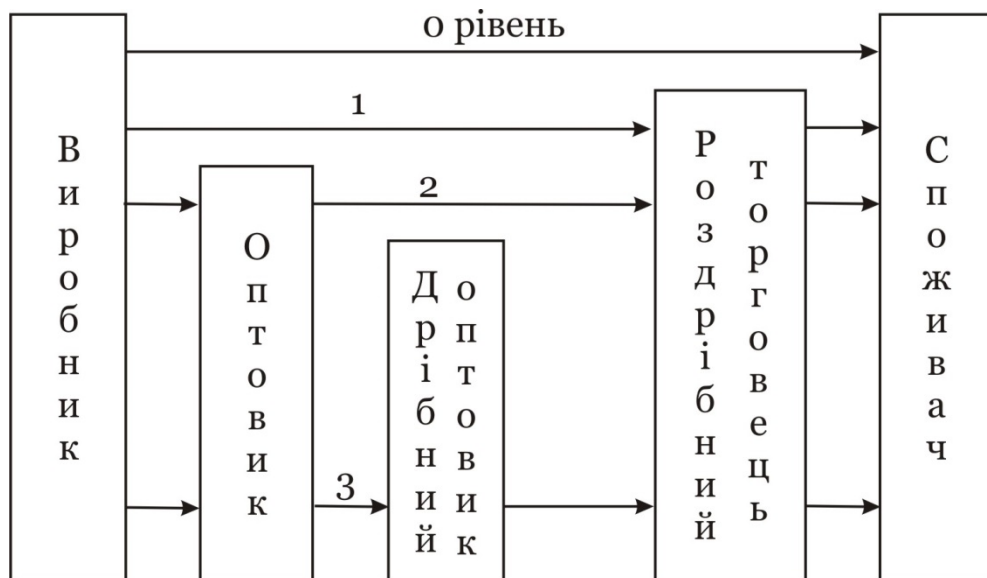 0 рівень
1
2
3
Виробник
Оптовик
Дрібний
оптовик
Роздрібний
торговець
Споживач